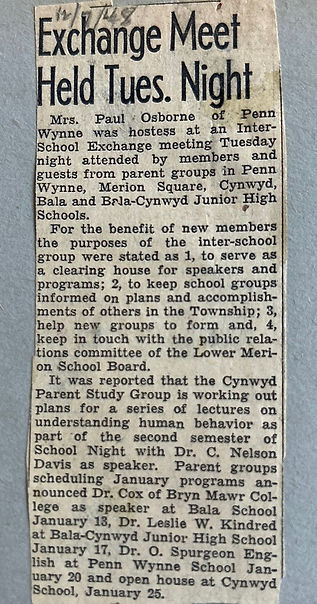 12/7/48
Exchange Meet
Held Tues. Night
Mrs. Paul Osborne of Penn
Wynne was hostess at an Inter-
School Exchange meeting Tuesday
night attended by members and
guests from parent groups in Penn
Wynne, Merion Square, Cynwyd,
Bala and Bala-Cynwyd Junior High
Schools.
For the benefit of new members
the purposes of the inter-school
group were stated as 1, to serve as
a clearing house for speakers and
programs; 2, to keep school groups
informed on plans and accomplish-
ments of others in the Township; 3,
help new groups to form and, 4,
keep in touch with the public rela-
tions committee of the Lower Meri-
on School Board.
It was reported that the Cynwyd
Parent Study Group is working out
plans for a series of lectures on
understanding human behavior as
part of the second semester of
School Night with Dr. C. Nelson
Davis as speaker. Parent groups
scheduling January programs an-
nounced Dr. Cox of Bryn Mawr Col-
lege as speaker at Bala School
January 13, Dr. Leslie W. Kindred
at Bala-Cynwyd Junior High School
January 17, Dr. O. Spurgeon Eng-
lish at Penn Wynne School Jan-
uary 20 and open house at Cynwyd
School, January 25.